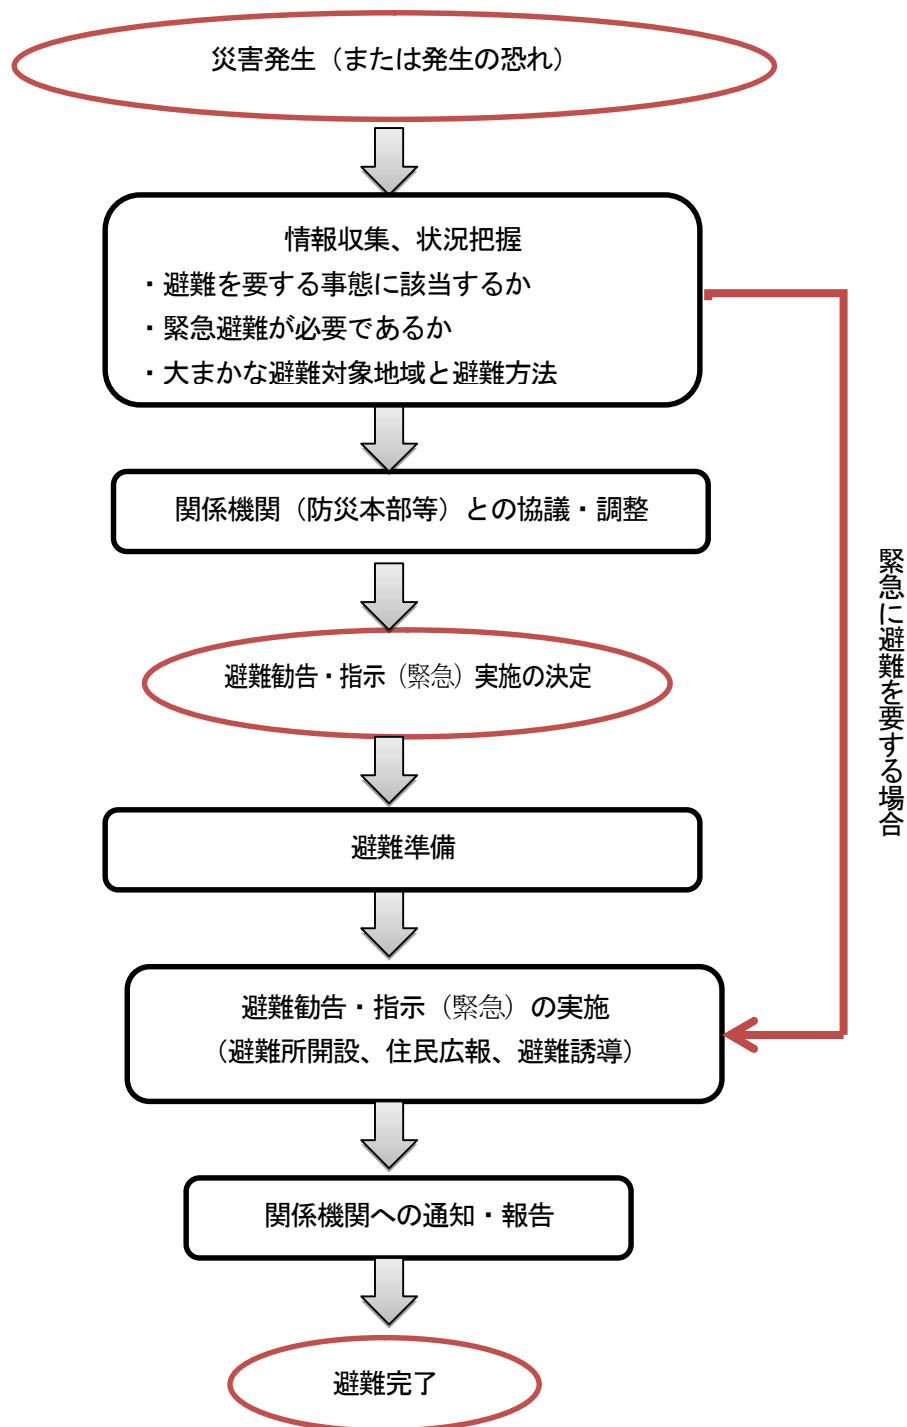 災害発生（または発生の恐れ）
情報収集、状況把握
・避難を要する事態に該当するか
・緊急避難が必要であるか
・大まかな避難対象地域と避難方法
関係機関（防災本部等）との協議・調整
緊急に避難を要する場合
避難勧告・指示（緊急）実施の決定
避難準備
避難勧告・指示（緊急）の実施
（避難所開設、住民広報、避難誘導）
関係機関への通知・報告
避難完了